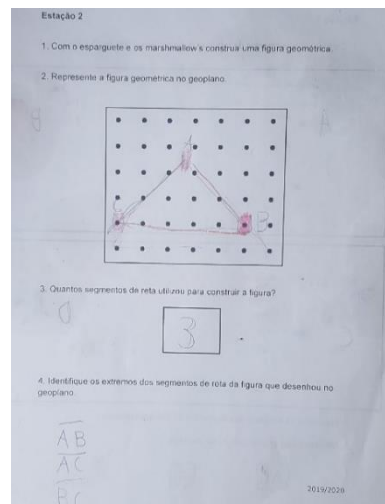 Estação 2
1. Com o esparguete e os marshmallow's construa uma figura geométrica.
2. Represente a figura geométrica no geoplano.
A
C
B
3. Quantos segmentos de reta utilizou para construir a figura?
3
4. Identifique os extremos dos segmentos de reta da figura que desenhou no
geoplano.
AB
AC
BC
2019/2020